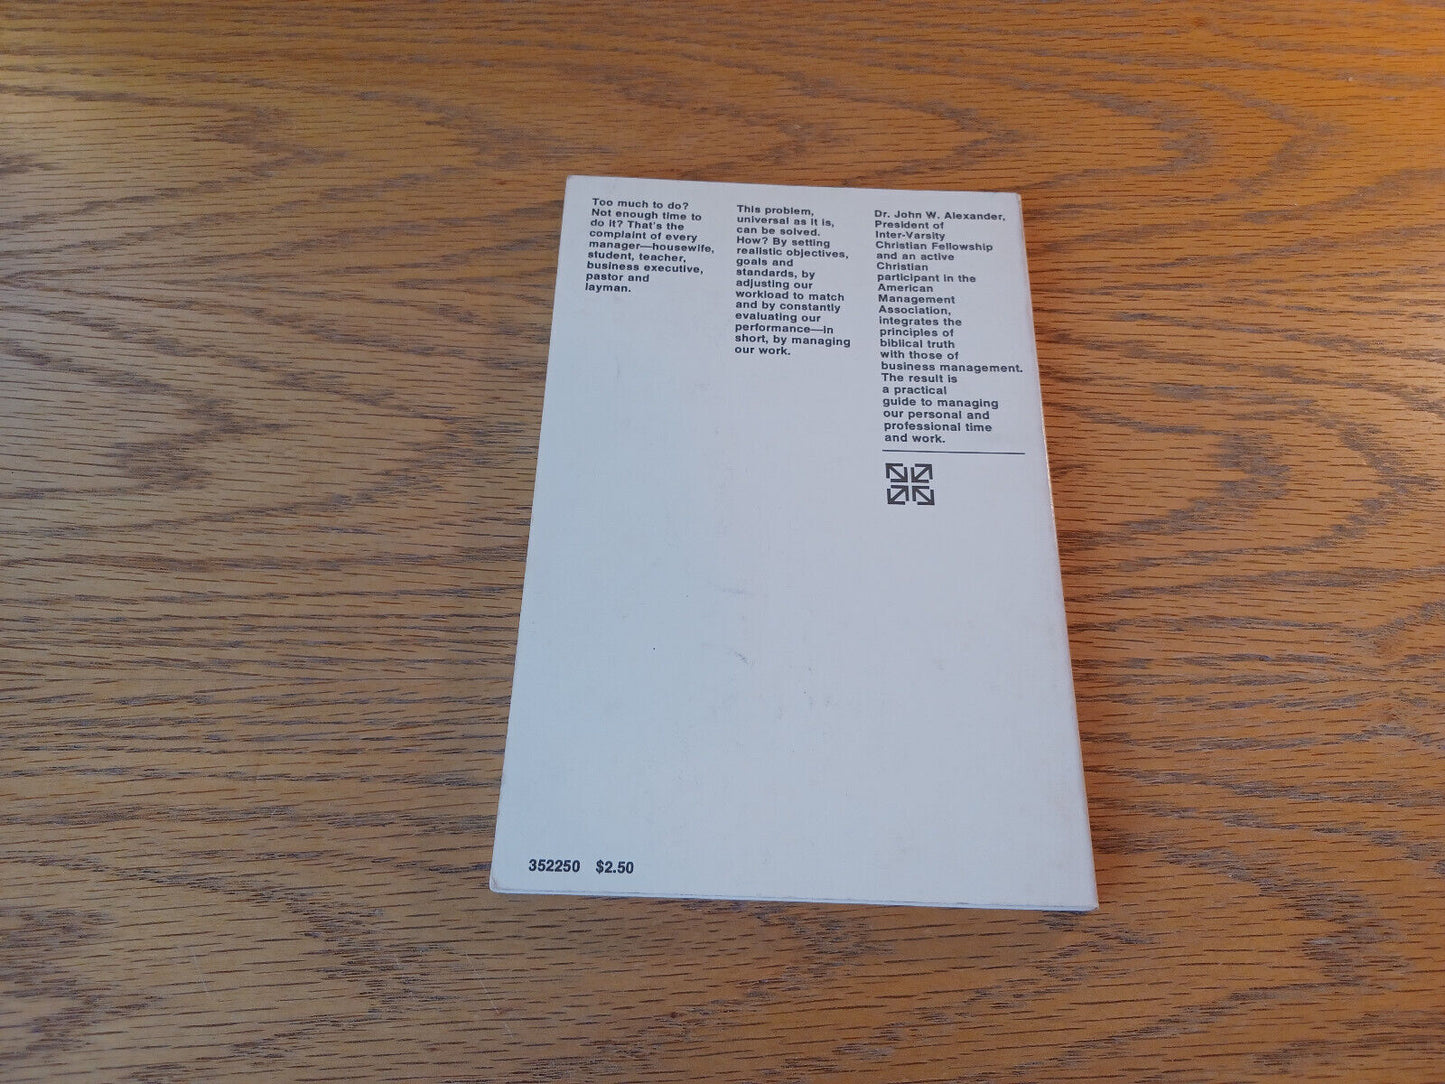 Too much to do?
Not enough time to
do it? That's the
complaint of every
manager—housewife,
student, teacher,
business executive,
pastor and
layman.
This problem,
universal as it is,
can be solved.
How? By setting
realistic objectives,
goals and
standards, by
adjusting our
workload to match
and by constantly
evaluating our
performance—in
short, by managing
our work.
Dr. John W. Alexander,
President of
Inter-Varsity
Christian Fellowship
and an active
Christian
participant in the
American
Management
Association,
integrates the
principles of
biblical truth
with those of
business management.
The result is
a practical
guide to managing
our personal and
professional time
and work.
352250 $2.50